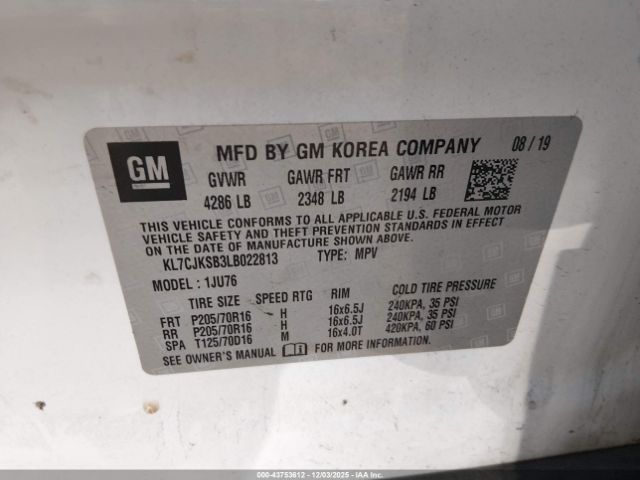 GM
MFD BY GM KOREA COMPANY 08 / 19
GVWR GAWR FRT GAWR RR
4286 LB 2348 LB 2194 LB
THIS VEHICLE CONFORMS TO ALL APPLICABLE U.S. FEDERAL MOTOR
VEHICLE SAFETY AND THEFT PREVENTION STANDARDS IN EFFECT
ON THE DATE OF MANUFACTURE SHOWN ABOVE.
KL7CJKSB3LB022813 TYPE: MPV
MODEL : 1JU76
TIRE SIZE SPEED RTG RIM COLD TIRE PRESSURE
FRT P205/70R16 H 16x6.5J 240KPA, 35 PSI
RR P205/70R16 H 16x6.5J 240KPA, 35 PSI
SPA T125/70D16 M 16x4.0T 420KPA, 60 PSI
SEE OWNER'S MANUAL FOR MORE INFORMATION.
000-43753612 - 12/03/2025 - Copyright IAA, LLC